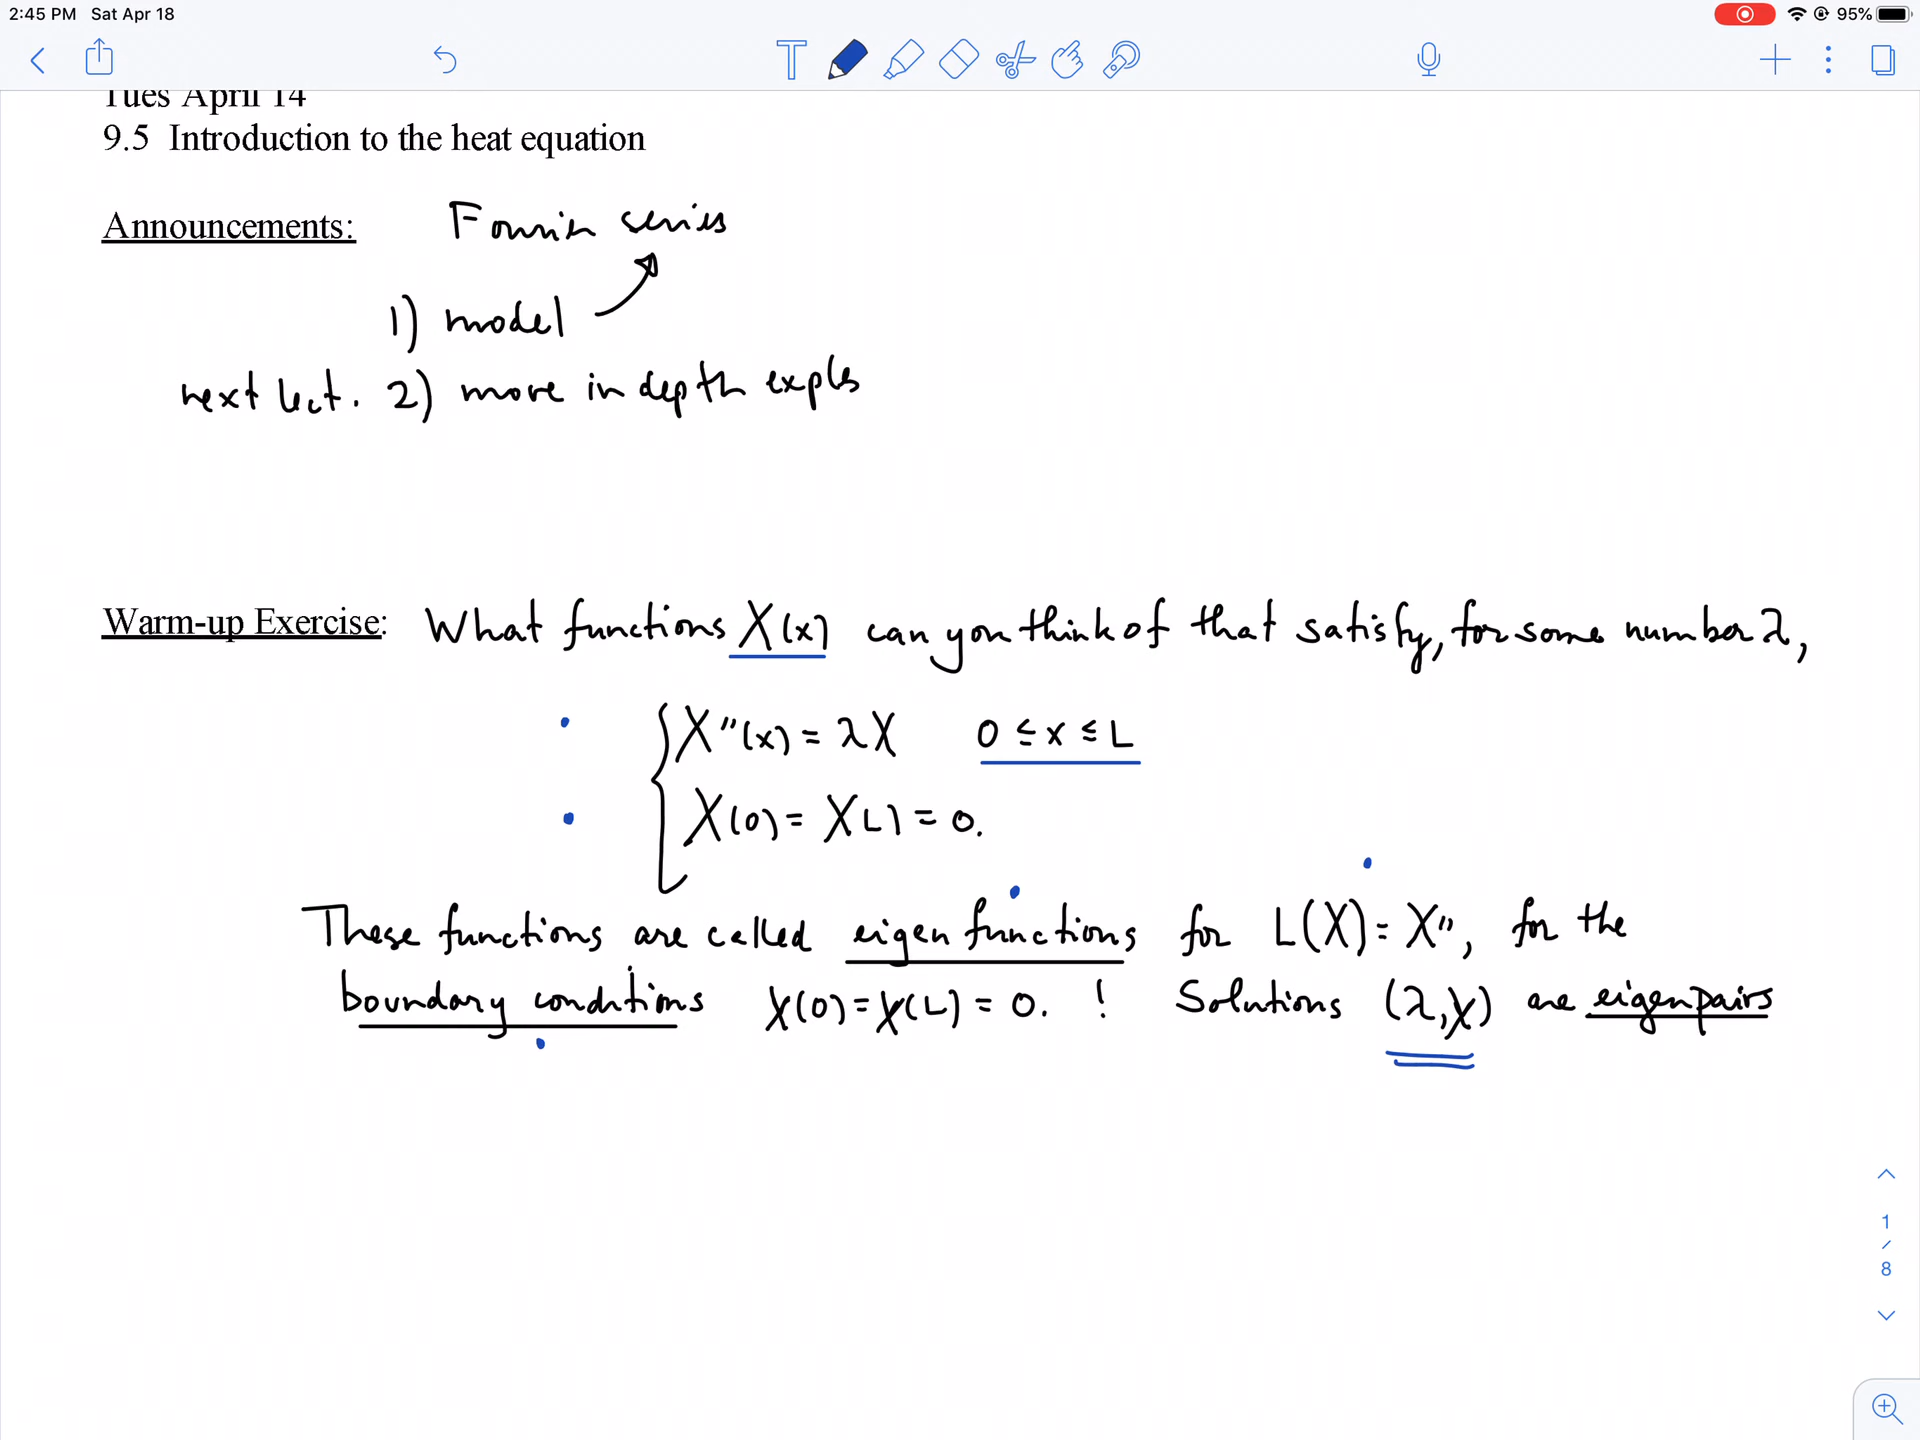 2:45 PM Sat Apr 18 95%
Tues April 14
9.5 Introduction to the heat equation
Announcements: Fourier series
1) model
next lect. 2) more in depth exples
Warm-up Exercise: What functions X(x) can you think of that satisfy, for some number λ,
X''(x) = λX 0 ≤ x ≤ L
X(0) = X(L) = 0.
These functions are called eigen functions for L(X) = X'', for the
boundary conditions X(0) = X(L) = 0. ! Solutions (λ,X) are eigenpairs
1
/
8